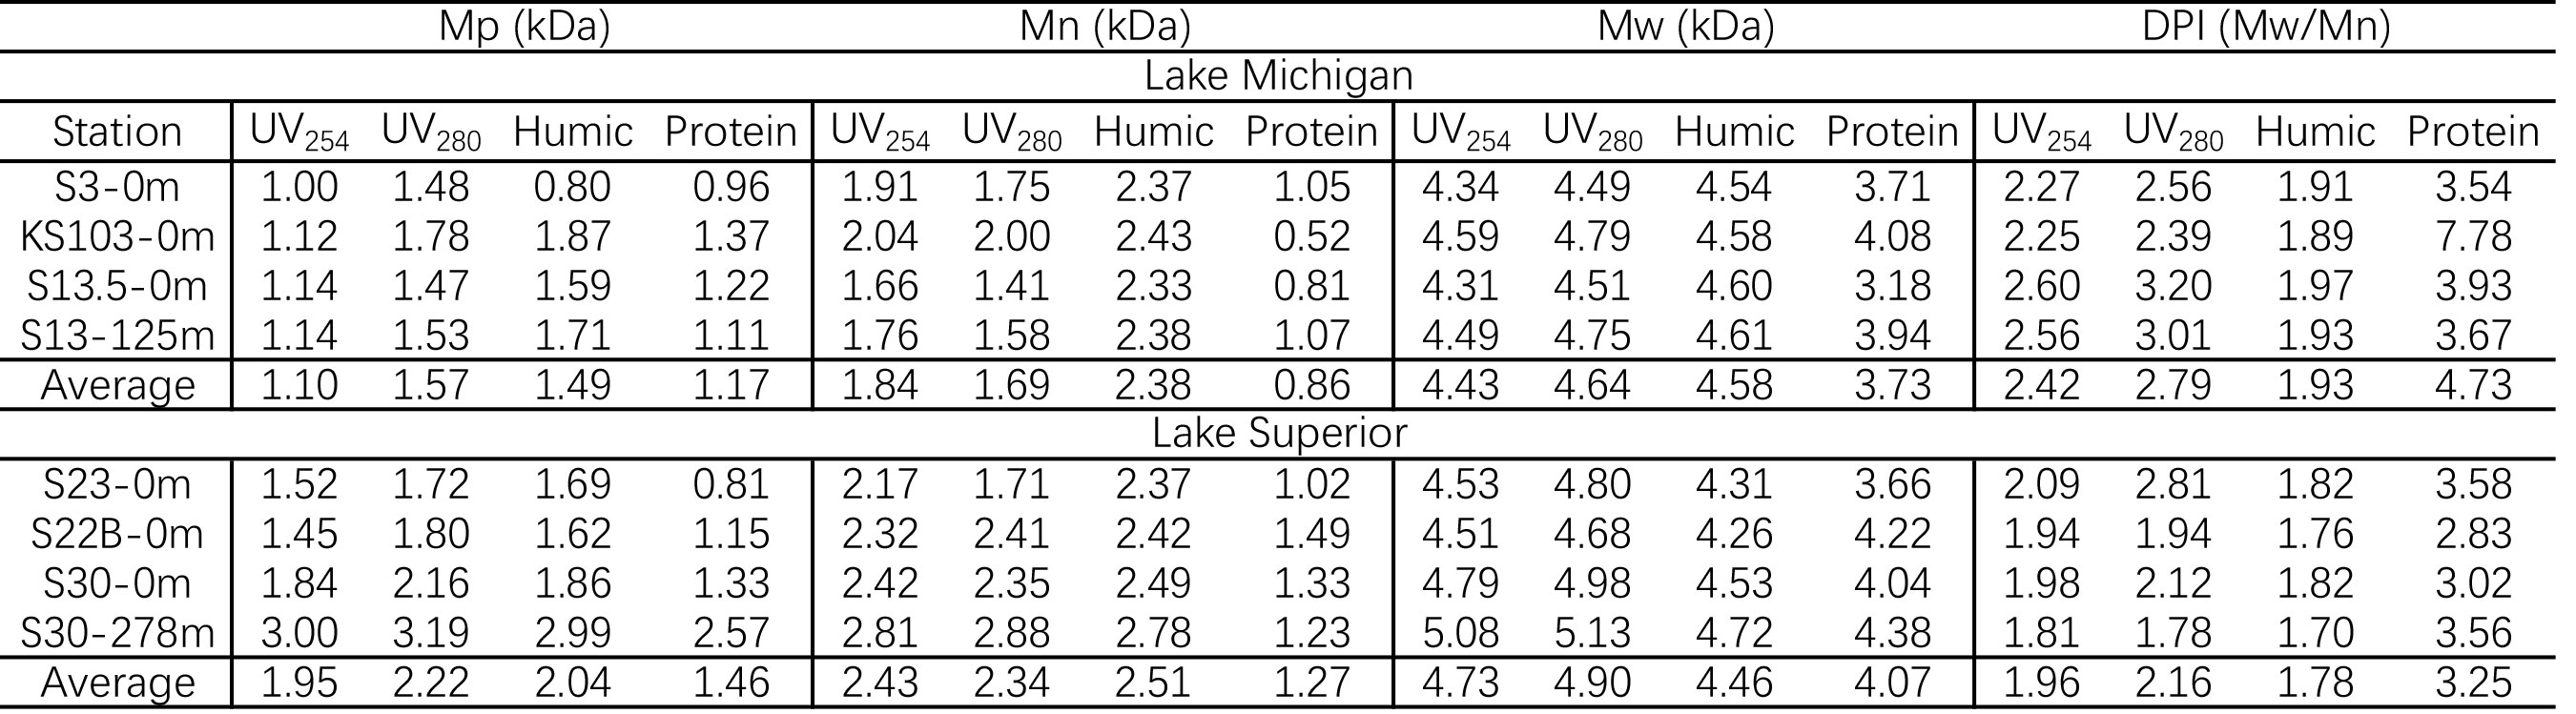 Mp (kDa) Mn (kDa) Mw (kDa) DPI (Mw/Mn)
Lake Michigan
Station UV254 UV280 Humic Protein UV254 UV280 Humic Protein UV254 UV280 Humic Protein UV254 UV280 Humic Protein
S3-0m 1.00 1.48 0.80 0.96 1.91 1.75 2.37 1.05 4.34 4.49 4.54 3.71 2.27 2.56 1.91 3.54
KS103-0m 1.12 1.78 1.87 1.37 2.04 2.00 2.43 0.52 4.59 4.79 4.58 4.08 2.25 2.39 1.89 7.78
S13.5-0m 1.14 1.47 1.59 1.22 1.66 1.41 2.33 0.81 4.31 4.51 4.60 3.18 2.60 3.20 1.97 3.93
S13-125m 1.14 1.53 1.71 1.11 1.76 1.58 2.38 1.07 4.49 4.75 4.61 3.94 2.56 3.01 1.93 3.67
Average 1.10 1.57 1.49 1.17 1.84 1.69 2.38 0.86 4.43 4.64 4.58 3.73 2.42 2.79 1.93 4.73
Lake Superior
S23-0m 1.52 1.72 1.69 0.81 2.17 1.71 2.37 1.02 4.53 4.80 4.31 3.66 2.09 2.81 1.82 3.58
S22B-0m 1.45 1.80 1.62 1.15 2.32 2.41 2.42 1.49 4.51 4.68 4.26 4.22 1.94 1.94 1.76 2.83
S30-0m 1.84 2.16 1.86 1.33 2.42 2.35 2.49 1.33 4.79 4.98 4.53 4.04 1.98 2.12 1.82 3.02
S30-278m 3.00 3.19 2.99 2.57 2.81 2.88 2.78 1.23 5.08 5.13 4.72 4.38 1.81 1.78 1.70 3.56
Average 1.95 2.22 2.04 1.46 2.43 2.34 2.51 1.27 4.73 4.90 4.46 4.07 1.96 2.16 1.78 3.25